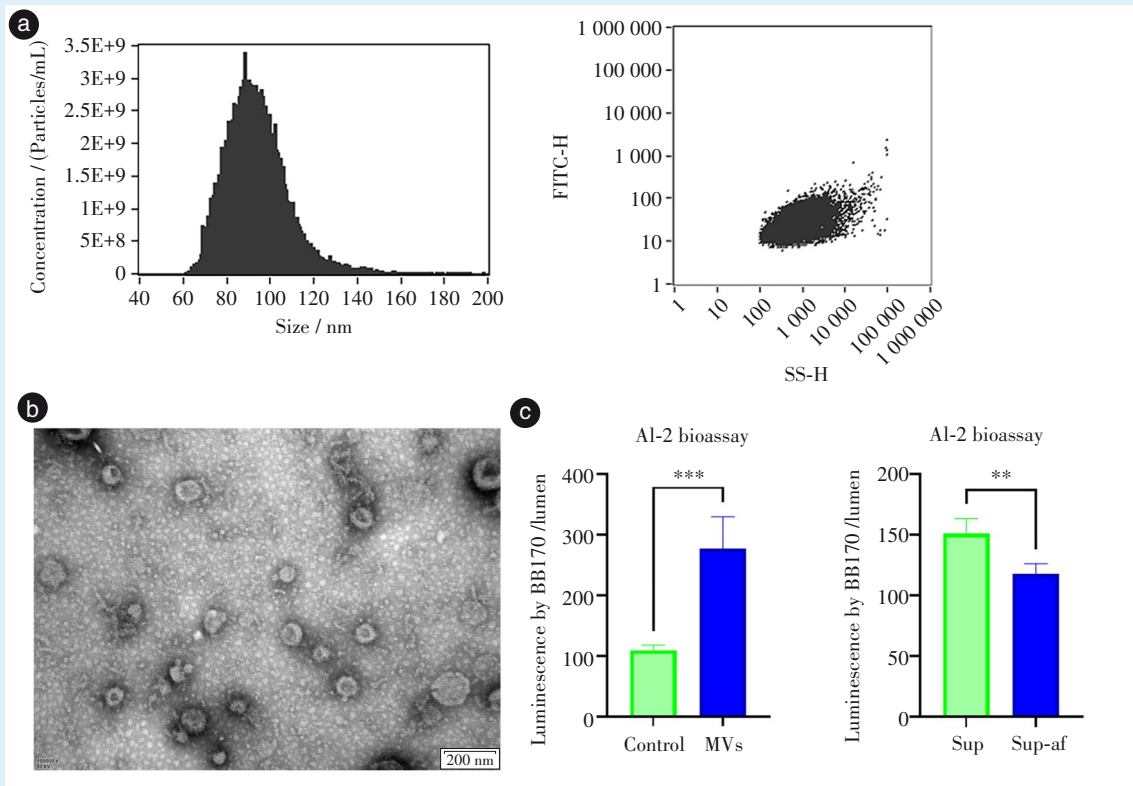 a
Concentration / (Particles/mL)
3.5E+9
3E+9
2.5E+9
2E+9
1.5E+9
1E+9
5E+8
0
40 60 80 100 120 140 160 180 200
Size / nm
FITC-H
1 000 000
100 000
10 000
1 000
100
10
1
1 10 100 1 000 10 000 100 000 1 000 000
SS-H
b
200 nm
c
Al-2 bioassay
Luminescence by BB170 /lumen
400
300
200
100
0
***
Control MVs
Al-2 bioassay
Luminescence by BB170 /lumen
200
150
100
50
0
**
Sup Sup-af